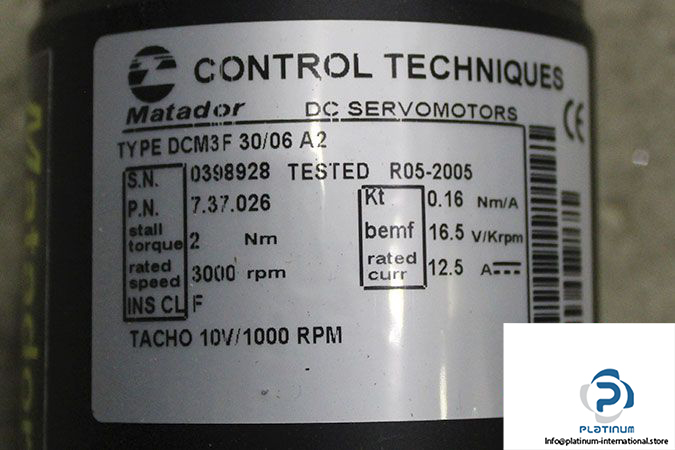 CONTROL TECHNIQUES
Matador DC SERVOMOTORS
TYPE DCM3F 30/06 A2
S.N. 0398928 TESTED R05-2005
P.N. 7.37.026
Kt 0.16 Nm/A
stall torque 2 Nm
bemf 16.5 V/Krpm
rated speed 3000 rpm
rated curr 12.5 A
INS CL F
TACHO 10V/1000 RPM
CE
Matador
PLATINUM
Info@platinum-international.store